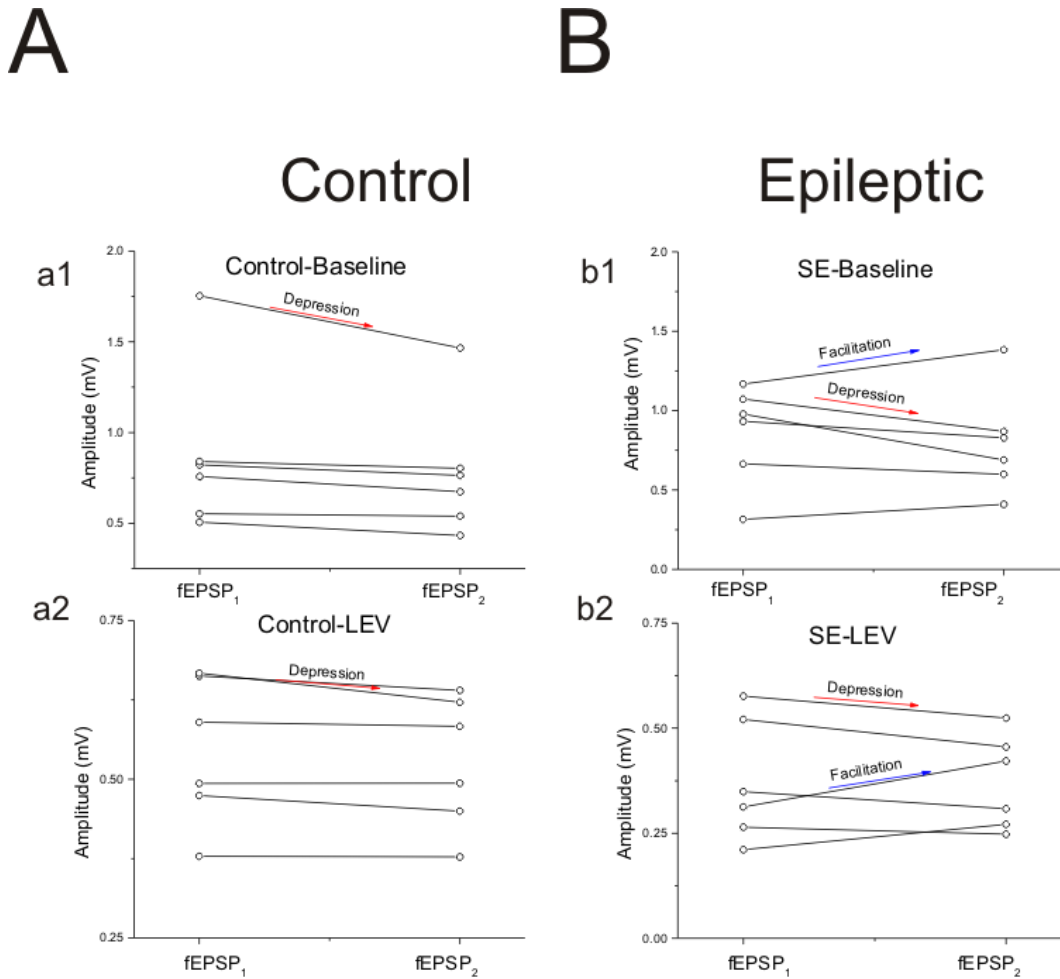 A
B
Control
Epileptic
a1
Control-Baseline
Depression
Amplitude (mV)
2.0
1.5
1.0
0.5
fEPSP1
fEPSP2
b1
SE-Baseline
Facilitation
Depression
Amplitude (mV)
2.0
1.5
1.0
0.5
0.0
fEPSP1
fEPSP2
a2
Control-LEV
Depression
Amplitude (mV)
0.75
0.50
0.25
fEPSP1
fEPSP2
b2
SE-LEV
Depression
Facilitation
Amplitude (mV)
0.75
0.50
0.25
0.00
fEPSP1
fEPSP2